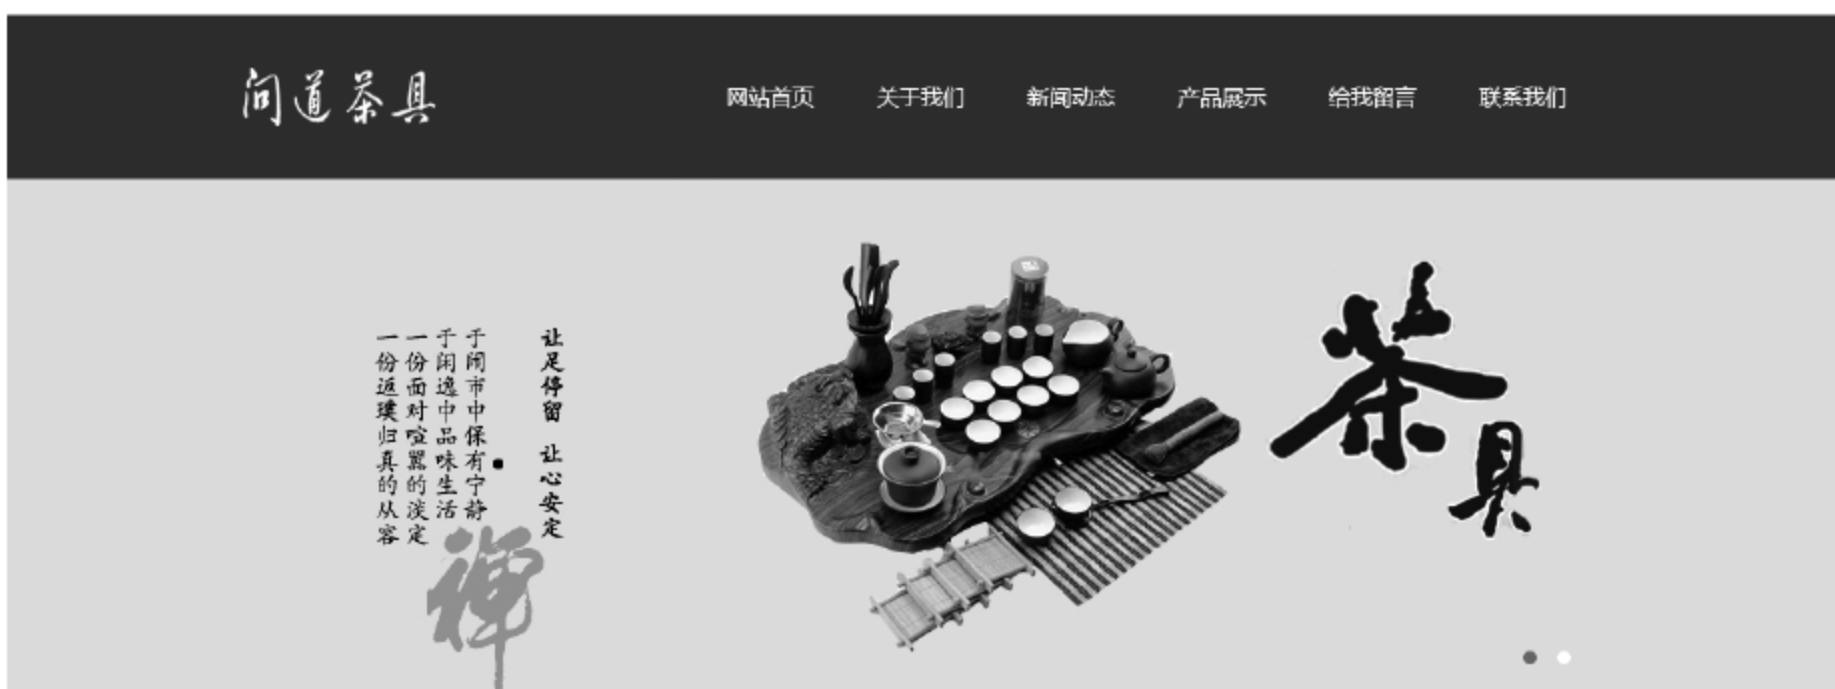 问道茶具
网站首页
关于我们
新闻动态
产品展示
给我留言
联系我们
让足停留 让心安定
于闹市中保有宁静
于闲逸中品味生活
一份面对喧嚣的淡定
一份返璞归真的从容
禅
茶具